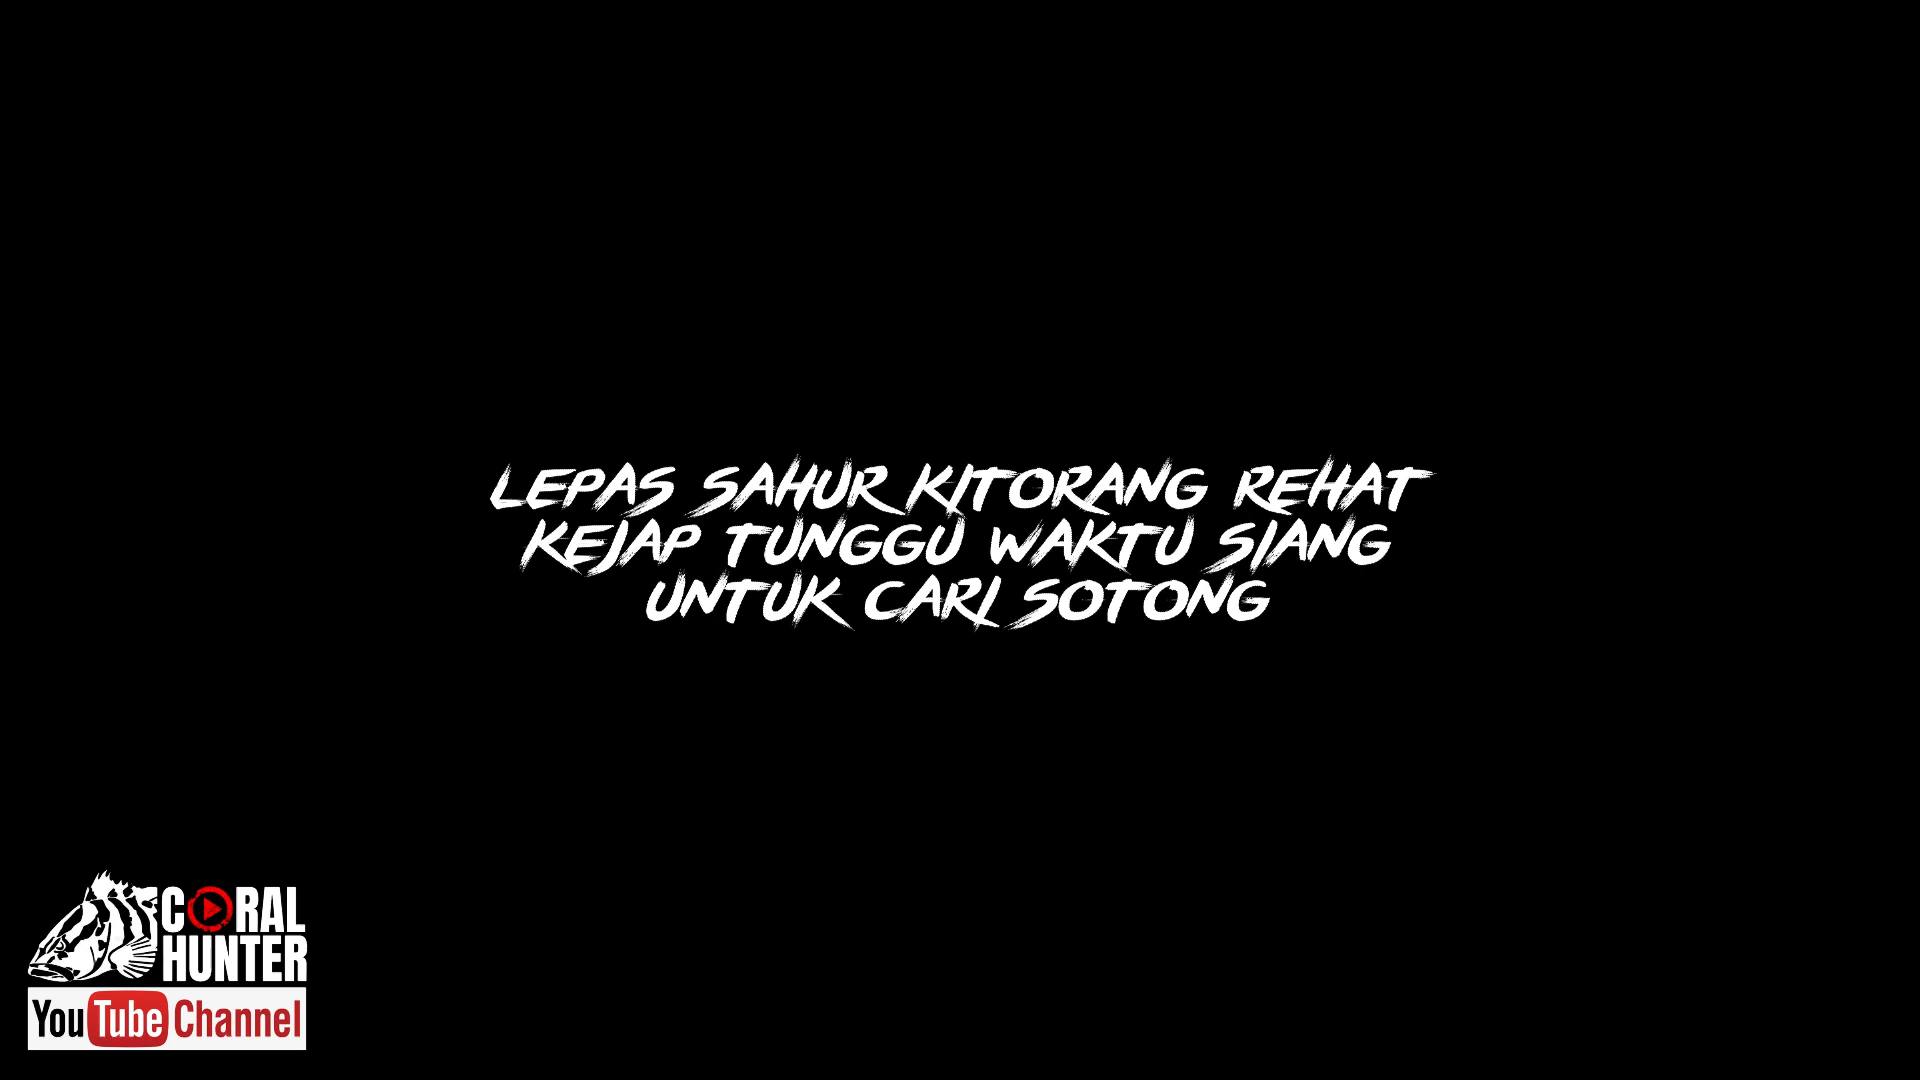 LEPAS SAHUR KITORANG REHAT
KEJAP TUNGGU WAKTU SIANG
UNTUK CARI SOTONG
CORAL
HUNTER
YouTube Channel